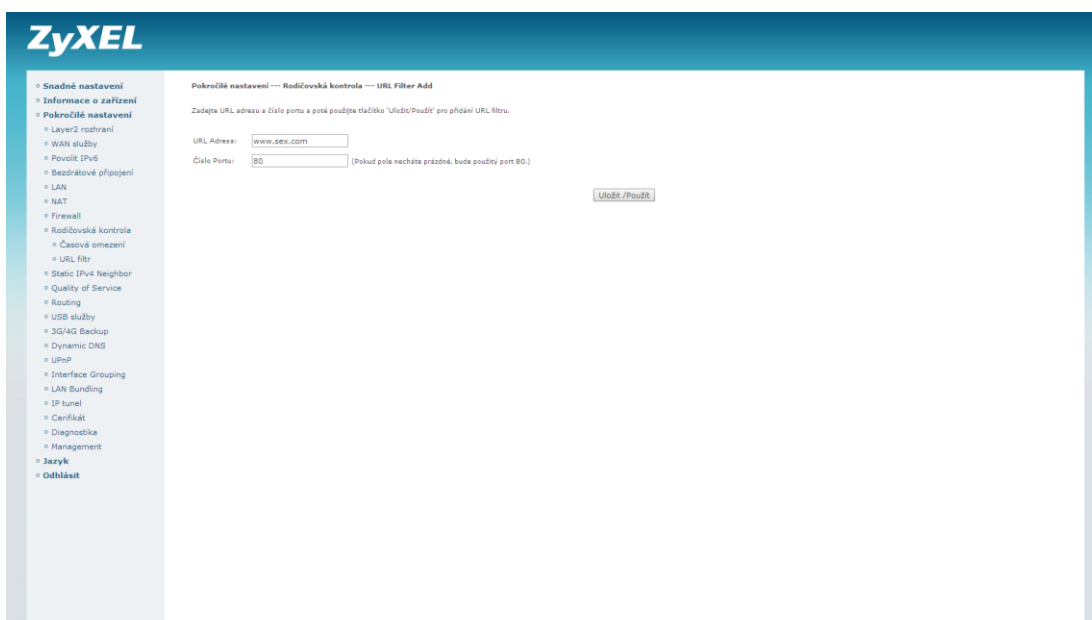 ZyXEL
Snadné nastavení
Informace o zařízení
Pokročilé nastavení
Layer2 rozhraní
WAN služby
Povolit IPv6
Bezdrátové připojení
LAN
NAT
Firewall
Rodičovská kontrola
Časová omezení
URL filtr
Static IPv4 Neighbor
Quality of Service
Routing
USB služby
3G/4G Backup
Dynamic DNS
UPnP
Interface Grouping
LAN Bundling
IP tunel
Cerifikát
Diagnostika
Management
Jazyk
Odhlásit
Pokročilé nastavení --- Rodičovská kontrola --- URL Filter Add
Zadejte URL adresu a číslo portu a poté použijte tlačítko 'Uložit/Použít' pro přidání URL filtru.
URL Adresa: www.sex.com
Číslo Portu: 80 (Pokud pole necháte prázdné, bude použitý port 80.)
Uložit /Použít